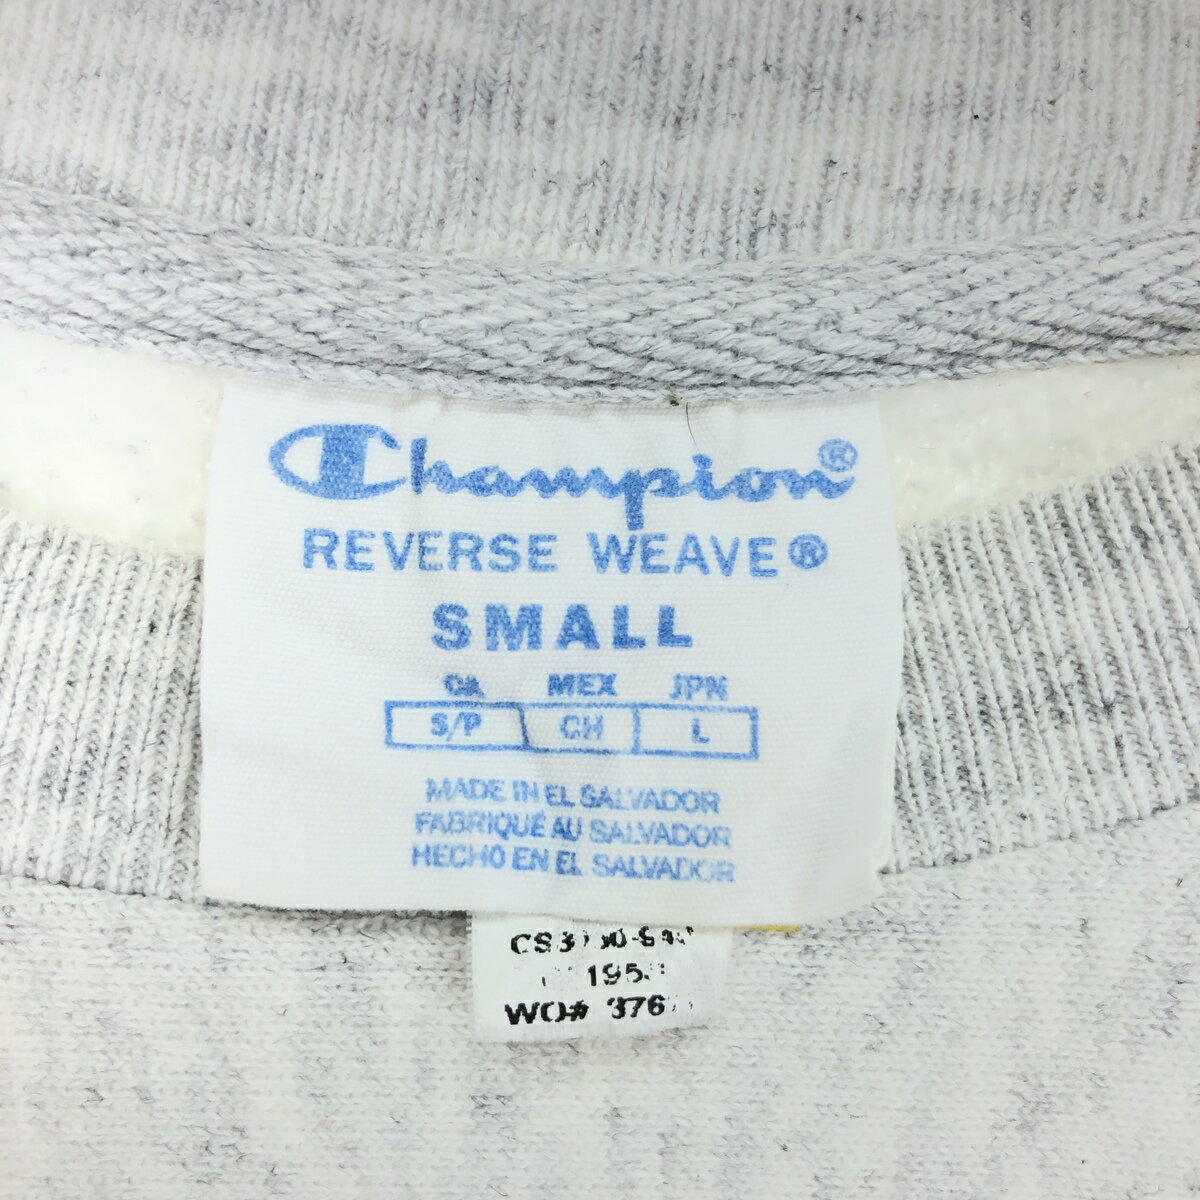 Champion®
REVERSE WEAVE®
SMALL
CA MEX JPN
S/P CH L
MADE IN EL SALVADOR
FABRIQUÉ AU SALVADOR
HECHO EN EL SALVADOR
WO#